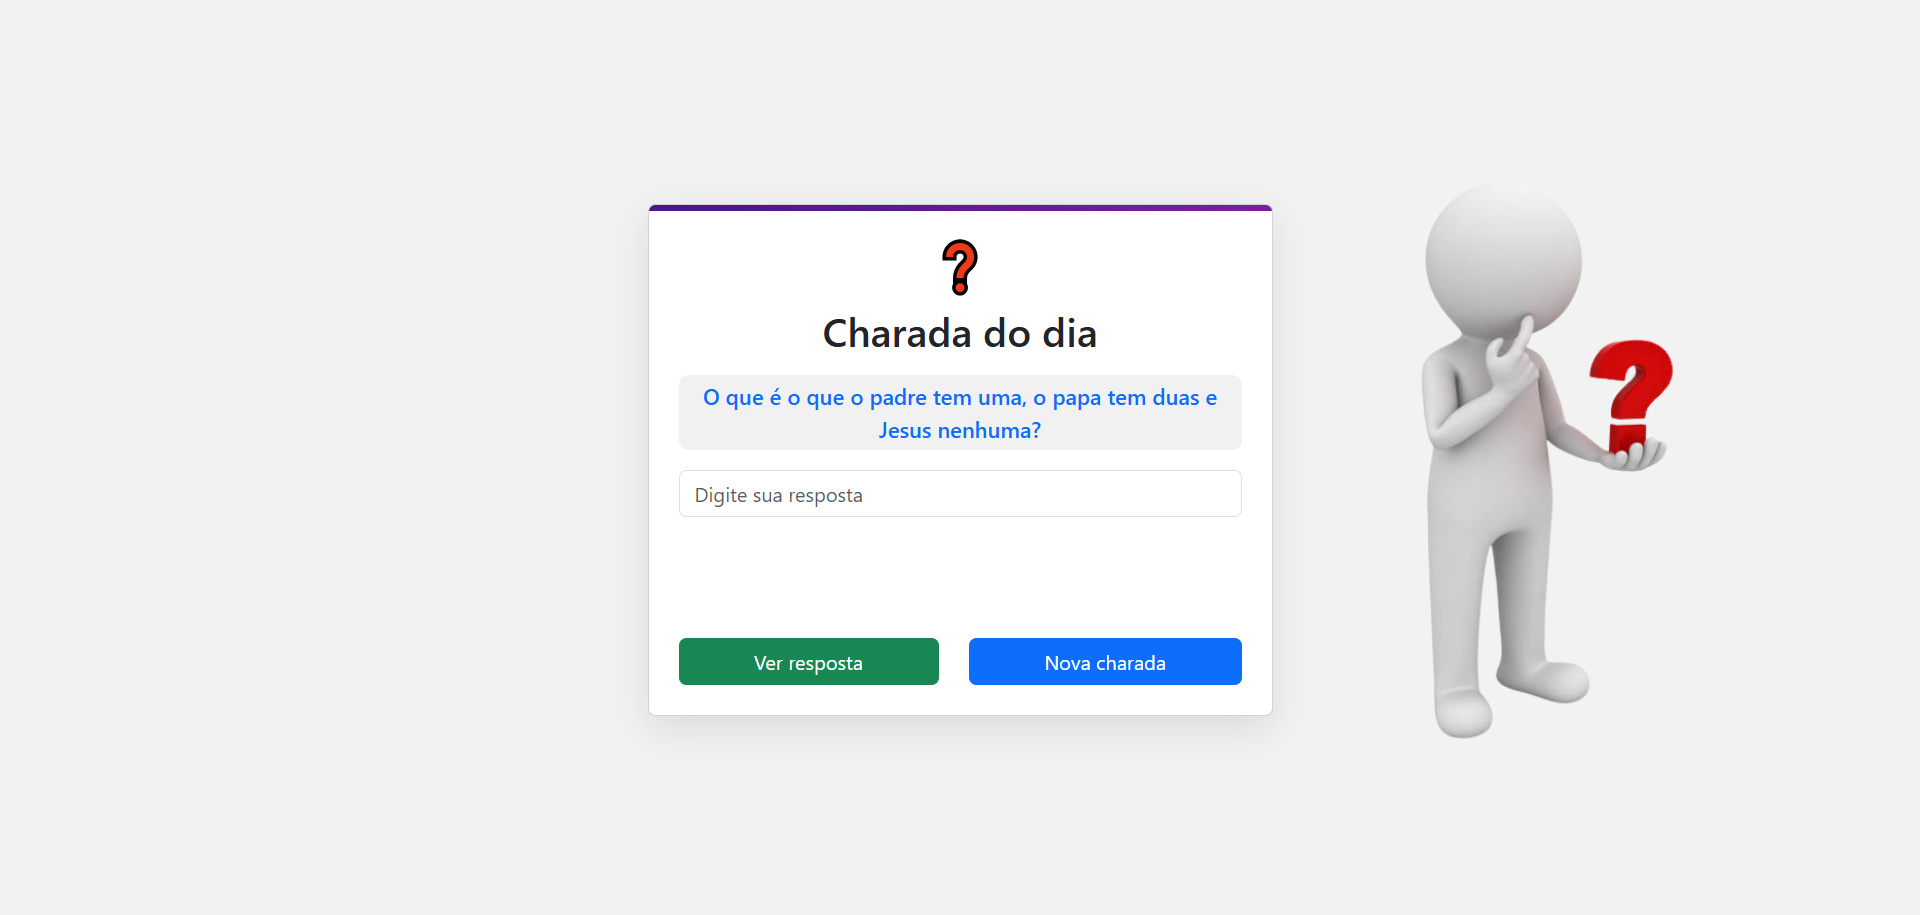 Charada do dia
O que é o que o padre tem uma, o papa tem duas e
Jesus nenhuma?
Digite sua resposta
Ver resposta
Nova charada